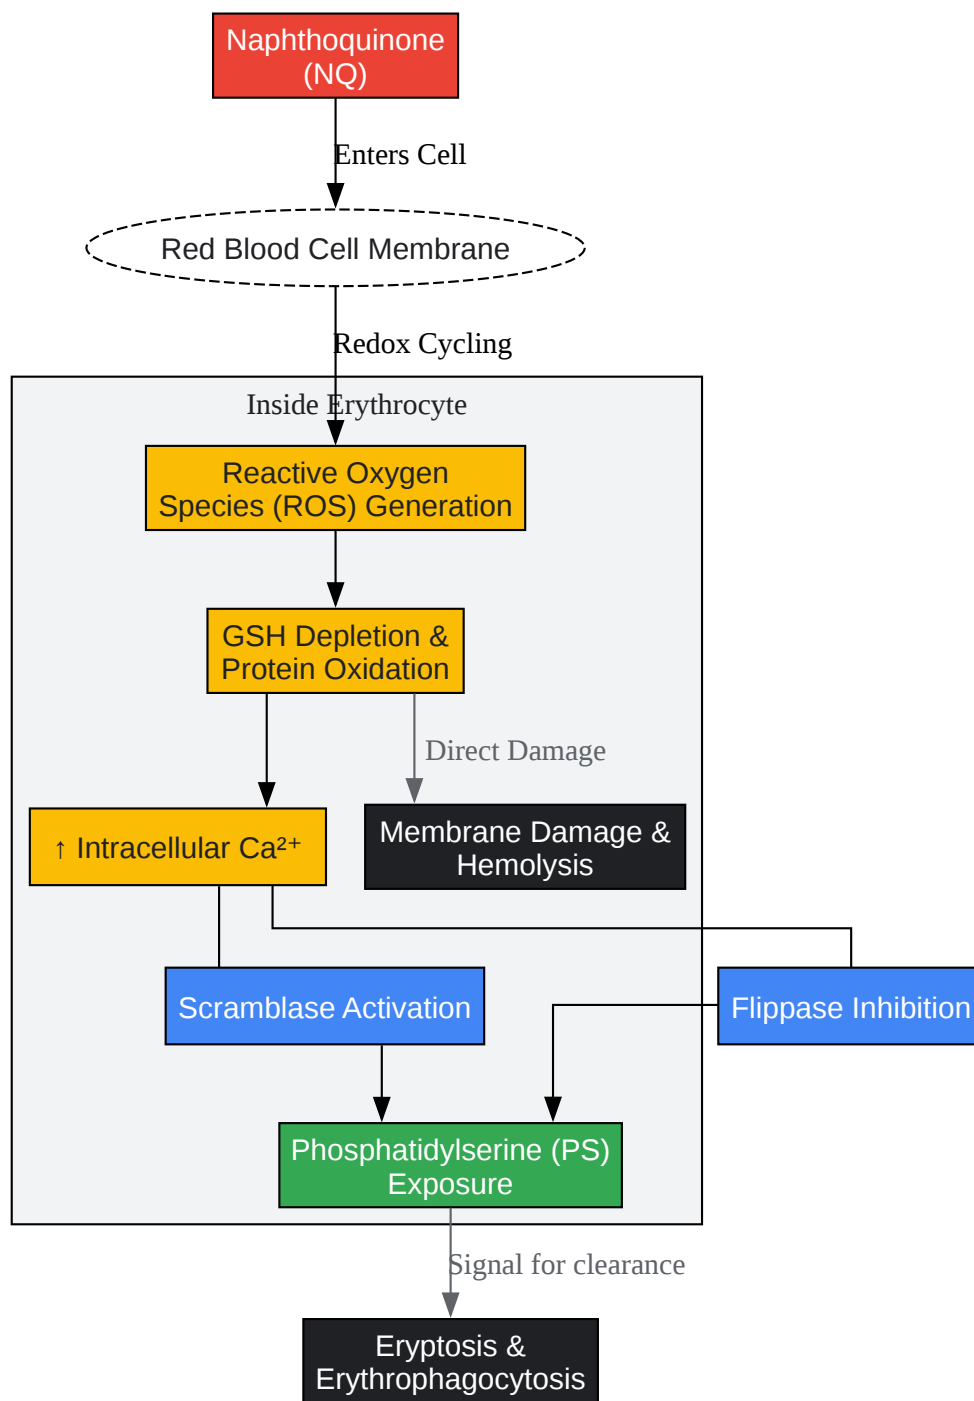 Naphthoquinone
(NQ)
Enters Cell
Red Blood Cell Membrane
Redox Cycling
Inside Erythrocyte
Reactive Oxygen
Species (ROS) Generation
GSH Depletion &
Protein Oxidation
Direct Damage
↑ Intracellular Ca²⁺
Membrane Damage &
Hemolysis
Scramblase Activation
Flippase Inhibition
Phosphatidylserine (PS)
Exposure
Signal for clearance
Eryptosis &
Erythrophagocytosis